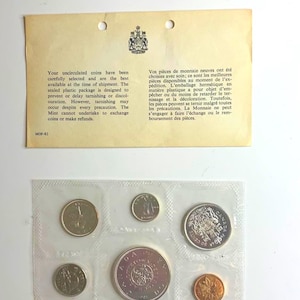 Your uncirculated coins have been
carefully selected and are the best
available at the time of shipment. The
sealed plastic package is designed to
prevent or delay tarnishing or discol-
oration. However, tarnishing may
occur despite every precaution. The
Mint cannot undertake to exchange
coins or make refunds.
Vos pièces de monnaie neuves ont été
choisies avec soin; ce sont les meilleures
pièces disponibles au moment de l'ex-
pédition. L'emballage hermétique en
matière plastique a pour objet d'em-
pêcher ou du moins de retarder le ter-
nissage et la décoloration. Toutefois,
les pièces peuvent se ternir malgré toutes
les précautions. La Monnaie ne peut
s'engager à faire l'échange ou le rem-
boursement des pièces.
CANADA